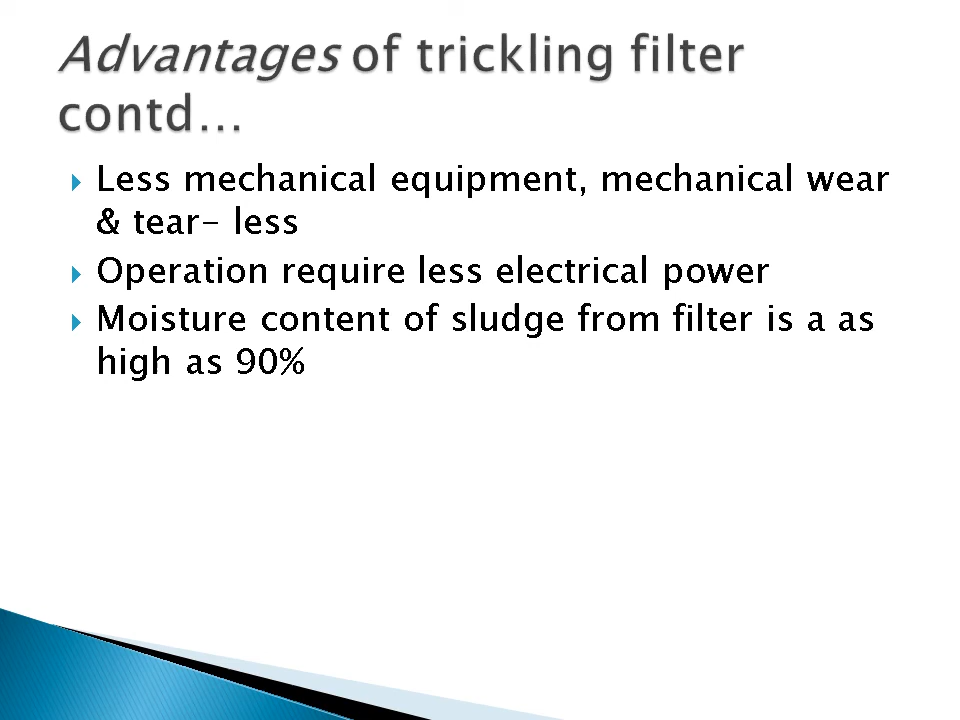 Advantages of trickling filter
contd...
Less mechanical equipment, mechanical wear
& tear- less
Operation require less electrical power
Moisture content of sludge from filter is a as
high as 90%